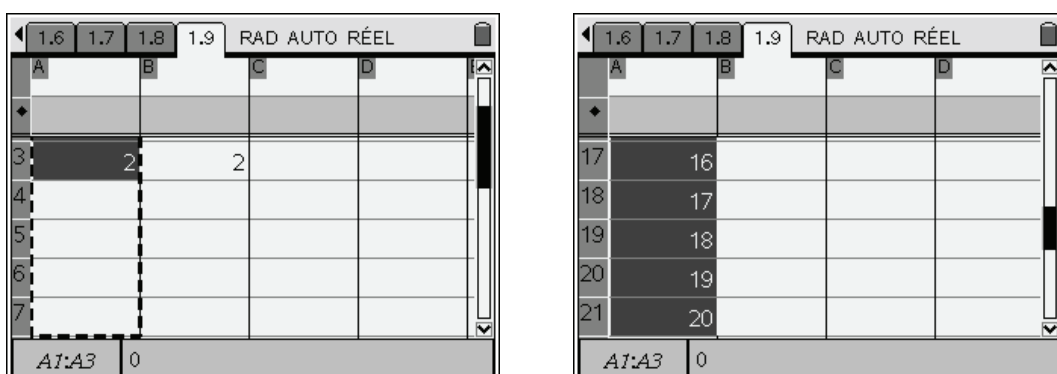 1.6 1.7 1.8 1.9 RAD AUTO RÉEL
A B C D E
3 2 2
4
5
6
7
A1:A3 0
1.6 1.7 1.8 1.9 RAD AUTO RÉEL
A B C D
17 16
18 17
19 18
20 19
21 20
A1:A3 0